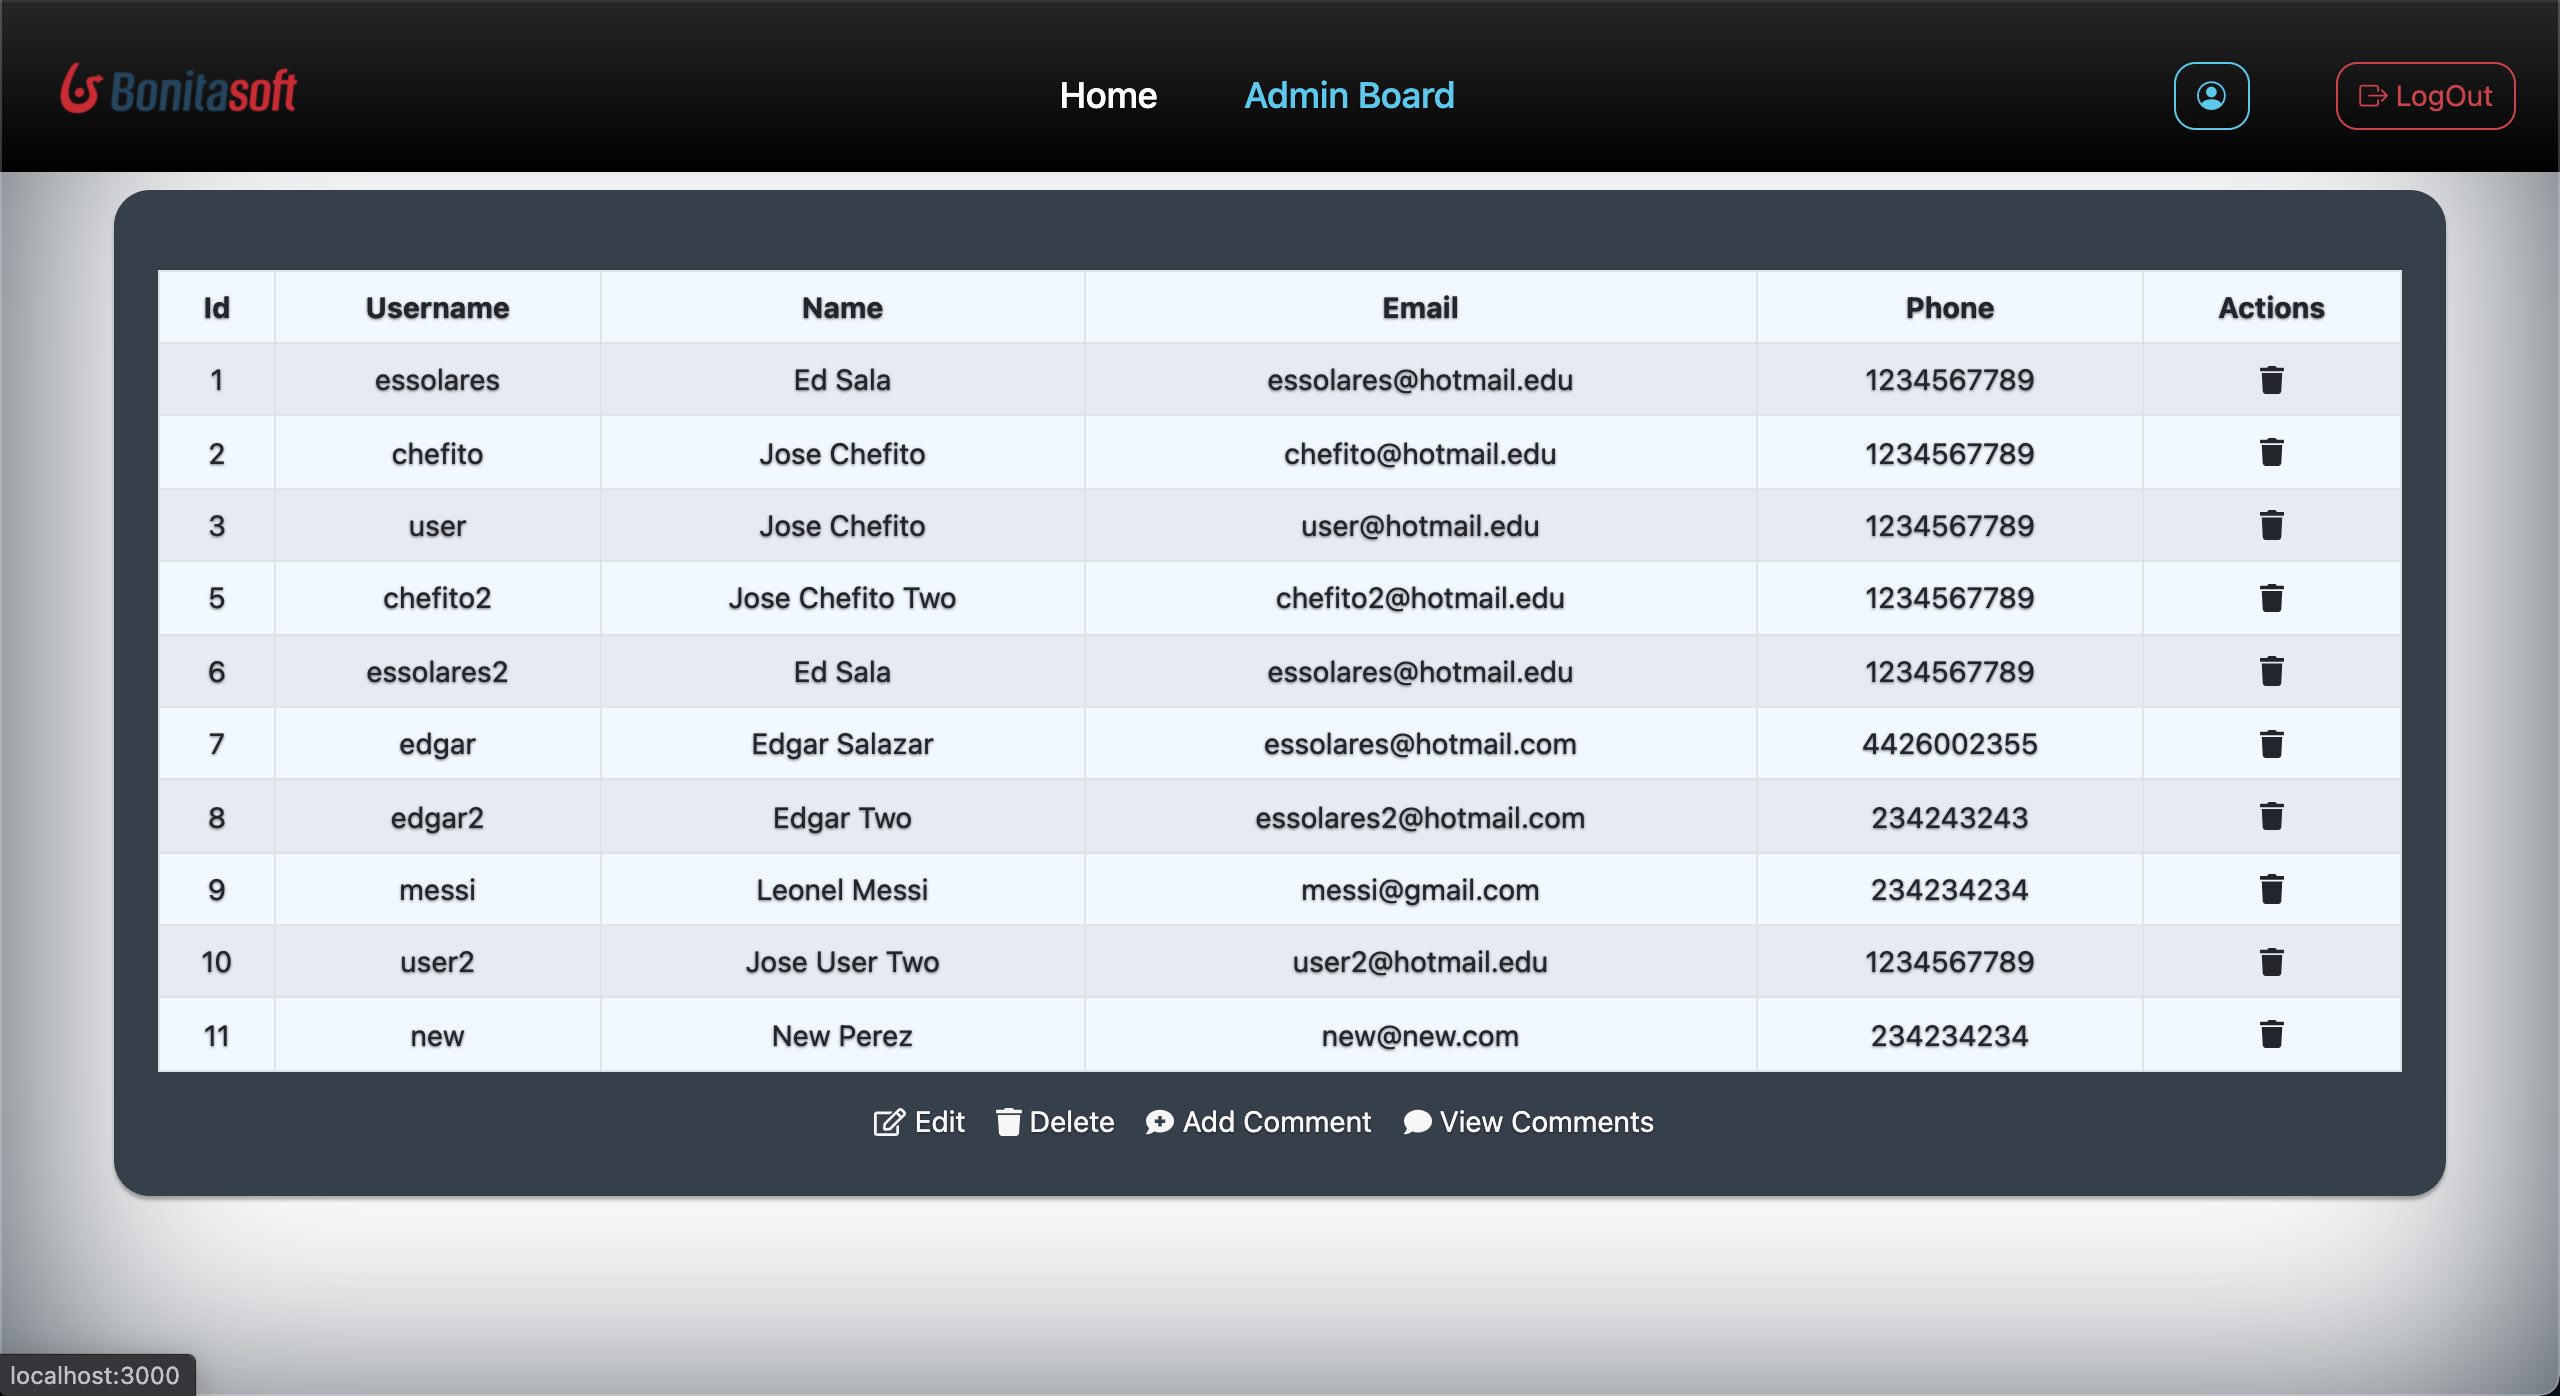 Bonitasoft Home Admin Board LogOut
Id Username Name Email Phone Actions
1 essolares Ed Sala essolares@hotmail.edu 1234567789
2 chefito Jose Chefito chefito@hotmail.edu 1234567789
3 user Jose Chefito user@hotmail.edu 1234567789
5 chefito2 Jose Chefito Two chefito2@hotmail.edu 1234567789
6 essolares2 Ed Sala essolares@hotmail.edu 1234567789
7 edgar Edgar Salazar essolares@hotmail.com 4426002355
8 edgar2 Edgar Two essolares2@hotmail.com 234243243
9 messi Leonel Messi messi@gmail.com 234234234
10 user2 Jose User Two user2@hotmail.edu 1234567789
11 new New Perez new@new.com 234234234
Edit Delete Add Comment View Comments
localhost:3000